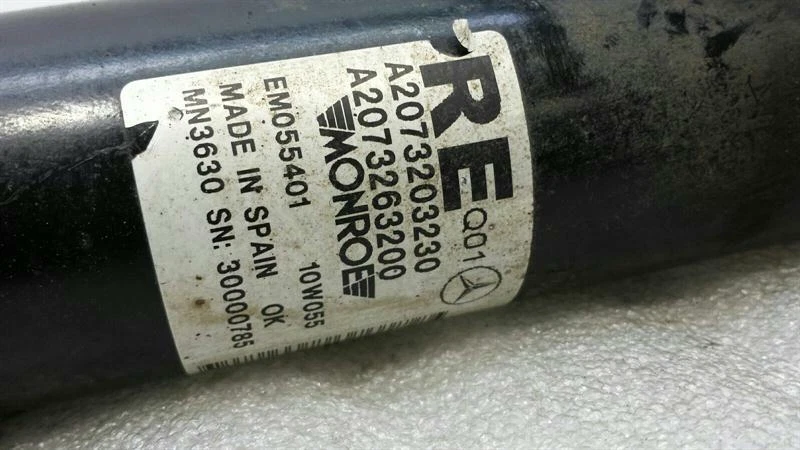 RE Q01
A2073203230
A2073263200
MONROE
EM055401 10W055
MADE IN SPAIN OK
MN3630 SN: 30000785